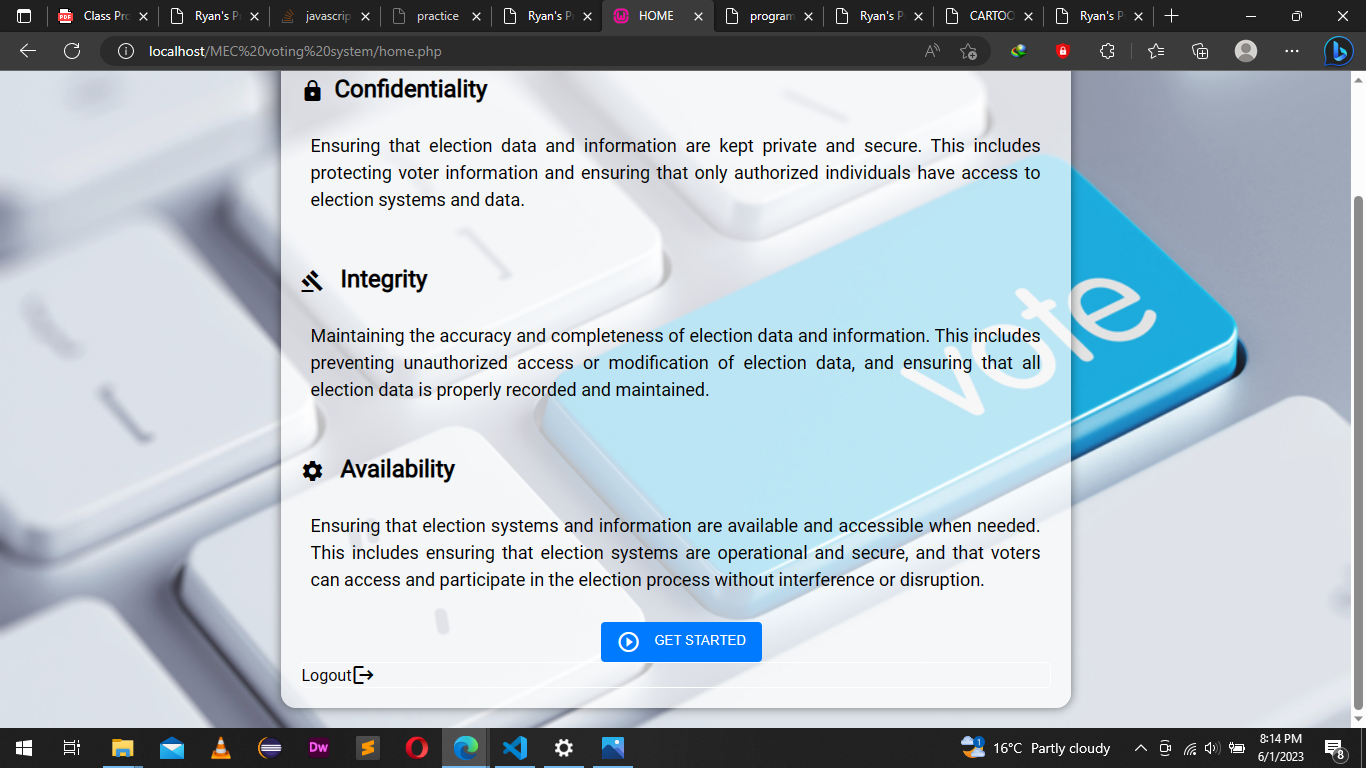 Class Pro
Ryan's P
javascrip
practice
Ryan's P
HOME
program
Ryan's P
CARTOO
Ryan's P
localhost/MEC%20voting%20system/home.php
Confidentiality
Ensuring that election data and information are kept private and secure. This includes
protecting voter information and ensuring that only authorized individuals have access to
election systems and data.
Integrity
Maintaining the accuracy and completeness of election data and information. This includes
preventing unauthorized access or modification of election data, and ensuring that all
election data is properly recorded and maintained.
vote
Availability
Ensuring that election systems and information are available and accessible when needed.
This includes ensuring that election systems are operational and secure, and that voters
can access and participate in the election process without interference or disruption.
GET STARTED
Logout
Dw
1
16°C Partly cloudy
8:14 PM
6/1/2023
8